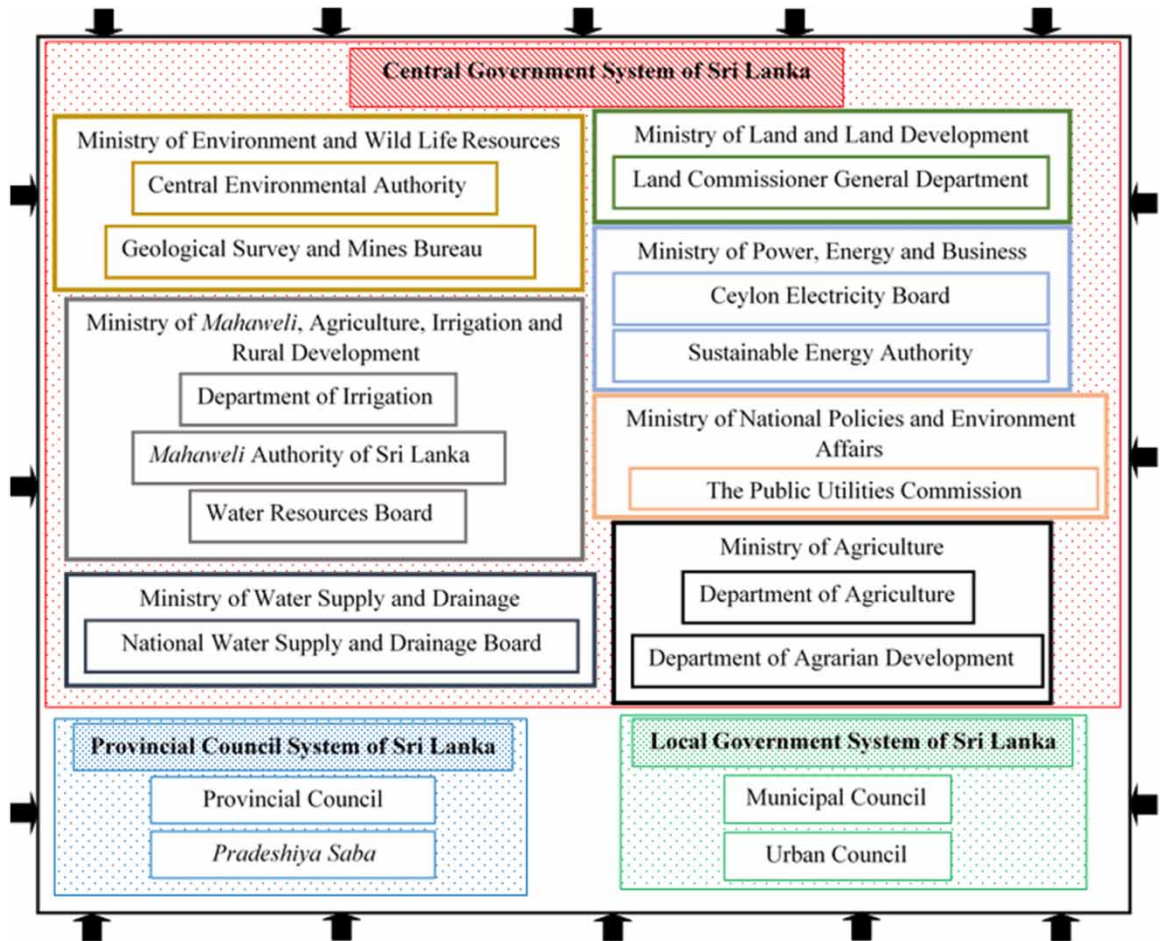 Central Government System of Sri Lanka
Ministry of Environment and Wild Life Resources
Central Environmental Authority
Geological Survey and Mines Bureau
Ministry of Mahaweli, Agriculture, Irrigation and
Rural Development
Department of Irrigation
Mahaweli Authority of Sri Lanka
Water Resources Board
Ministry of Water Supply and Drainage
National Water Supply and Drainage Board
Ministry of Land and Land Development
Land Commissioner General Department
Ministry of Power, Energy and Business
Ceylon Electricity Board
Sustainable Energy Authority
Ministry of National Policies and Environment
Affairs
The Public Utilities Commission
Ministry of Agriculture
Department of Agriculture
Department of Agrarian Development
Provincial Council System of Sri Lanka
Provincial Council
Pradeshiya Saba
Local Government System of Sri Lanka
Municipal Council
Urban Council